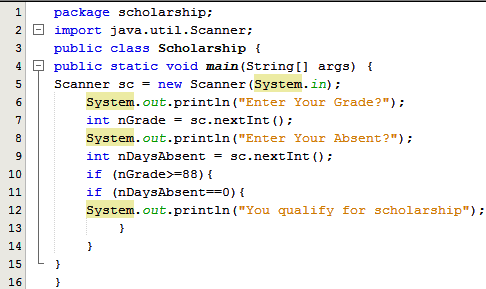 1 package scholarship;
2 import java.util.Scanner;
3 public class Scholarship {
4 public static void main(String[] args) {
5 Scanner sc = new Scanner(System.in);
6 System.out.println("Enter Your Grade?");
7 int nGrade = sc.nextInt();
8 System.out.println("Enter Your Absent?");
9 int nDaysAbsent = sc.nextInt();
10 if (nGrade>=88){
11 if (nDaysAbsent==0){
12 System.out.println("You qualify for scholarship");
13 }
14 }
15 }
16 }